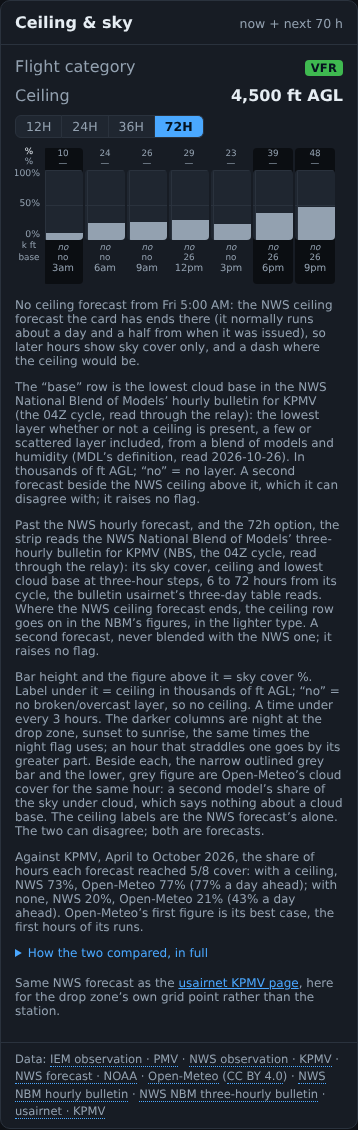 Ceiling & sky now + next 70 h
Flight category VFR
Ceiling 4,500 ft AGL
12H 24H 36H 72H
% 10 24 26 29 23 39 48
% — — — — — — —
100%
50%
0%
k ft no no no no no no no
base no 26 26 26 no 26 26
3am 6am 9am 12pm 3pm 6pm 9pm
No ceiling forecast from Fri 5:00 AM: the NWS ceiling
forecast the card has ends there (it normally runs
about a day and a half from when it was issued), so
later hours show sky cover only, and a dash where
the ceiling would be.
The “base” row is the lowest cloud base in the NWS
National Blend of Models’ hourly bulletin for KPMV
(the 04Z cycle, read through the relay): the lowest
layer whether or not a ceiling is present, a few or
scattered layer included, from a blend of models and
humidity (MDL’s definition, read 2026-10-26). In
thousands of ft AGL; “no” = no layer. A second
forecast beside the NWS ceiling above it, which it can
disagree with; it raises no flag.
Past the NWS hourly forecast, and the 72h option, the
strip reads the NWS National Blend of Models’ three-
hourly bulletin for KPMV (NBS, the 04Z cycle, read
through the relay): its sky cover, ceiling and lowest
cloud base at three-hour steps, 6 to 72 hours from its
cycle, the bulletin usairnet’s three-day table reads.
Where the NWS ceiling forecast ends, the ceiling row
goes on in the NBM’s figures, in the lighter type. A
second forecast, never blended with the NWS one; it
raises no flag.
Bar height and the figure above it = sky cover %.
Label under it = ceiling in thousands of ft AGL; “no” =
no broken/overcast layer, so no ceiling. A time under
every 3 hours. The darker columns are night at the
drop zone, sunset to sunrise, the same times the
night flag uses; an hour that straddles one goes by its
greater part. Beside each, the narrow outlined grey
bar and the lower, grey figure are Open-Meteo’s cloud
cover for the same hour: a second model’s share of
the sky under cloud, which says nothing about a cloud
base. The ceiling labels are the NWS forecast’s alone.
The two can disagree; both are forecasts.
Against KPMV, April to October 2026, the share of
hours each forecast reached 5/8 cover: with a ceiling,
NWS 73%, Open-Meteo 77% (77% a day ahead); with
none, NWS 20%, Open-Meteo 21% (43% a day
ahead). Open-Meteo’s first figure is its best case, the
first hours of its runs.
▶ How the two compared, in full
Same NWS forecast as the usairnet KPMV page, here
for the drop zone’s own grid point rather than the
station.
Data: IEM observation · PMV · NWS observation · KPMV ·
NWS forecast · NOAA · Open-Meteo (CC BY 4.0) · NWS
NBM hourly bulletin · NWS NBM three-hourly bulletin ·
usairnet · KPMV